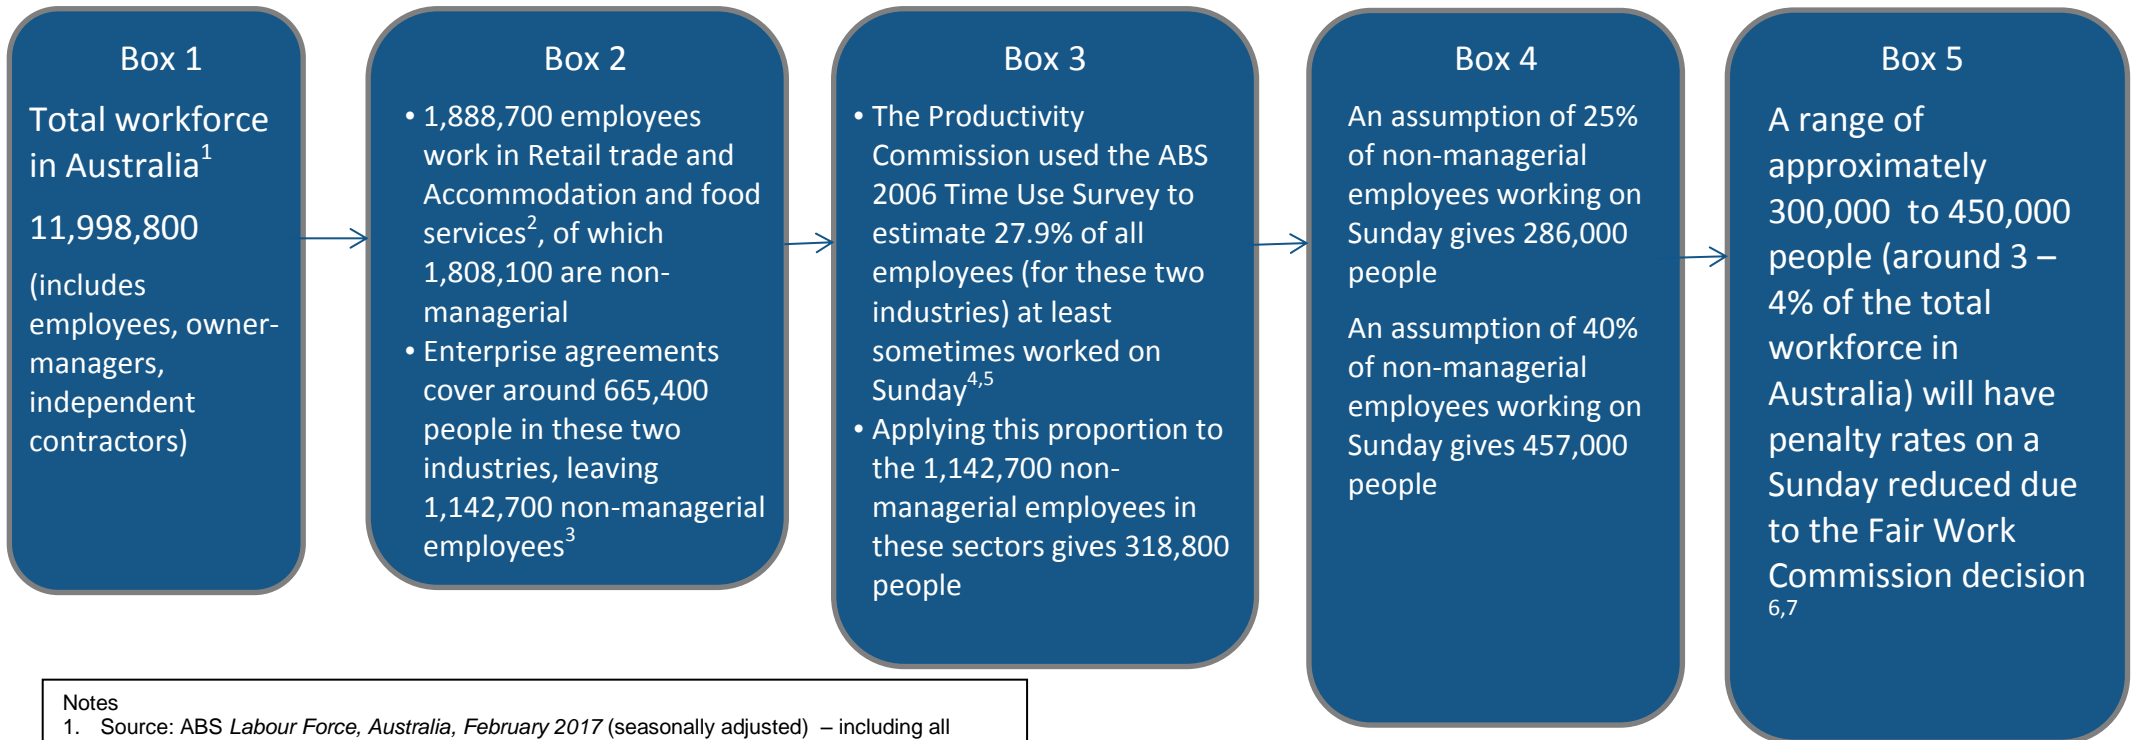 Box 1
Total workforce
in Australia1
11,998,800
(includes
employees, owner-
managers,
independent
contractors)
Box 2
• 1,888,700 employees
work in Retail trade and
Accommodation and food
services2, of which
1,808,100 are non-
managerial
• Enterprise agreements
cover around 665,400
people in these two
industries, leaving
1,142,700 non-managerial
employees3
Box 3
• The Productivity
Commission used the ABS
2006 Time Use Survey to
estimate 27.9% of all
employees (for these two
industries) at least
sometimes worked on
Sunday4,5
• Applying this proportion to
the 1,142,700 non-
managerial employees in
these sectors gives 318,800
people
Box 4
An assumption of 25%
of non-managerial
employees working on
Sunday gives 286,000
people
An assumption of 40%
of non-managerial
employees working on
Sunday gives 457,000
people
Box 5
A range of
approximately
300,000 to 450,000
people (around 3 –
4% of the total
workforce in
Australia) will have
penalty rates on a
Sunday reduced due
to the Fair Work
Commission decision
6,7
Notes
1. Source: ABS Labour Force, Australia, February 2017 (seasonally adjusted) – including all